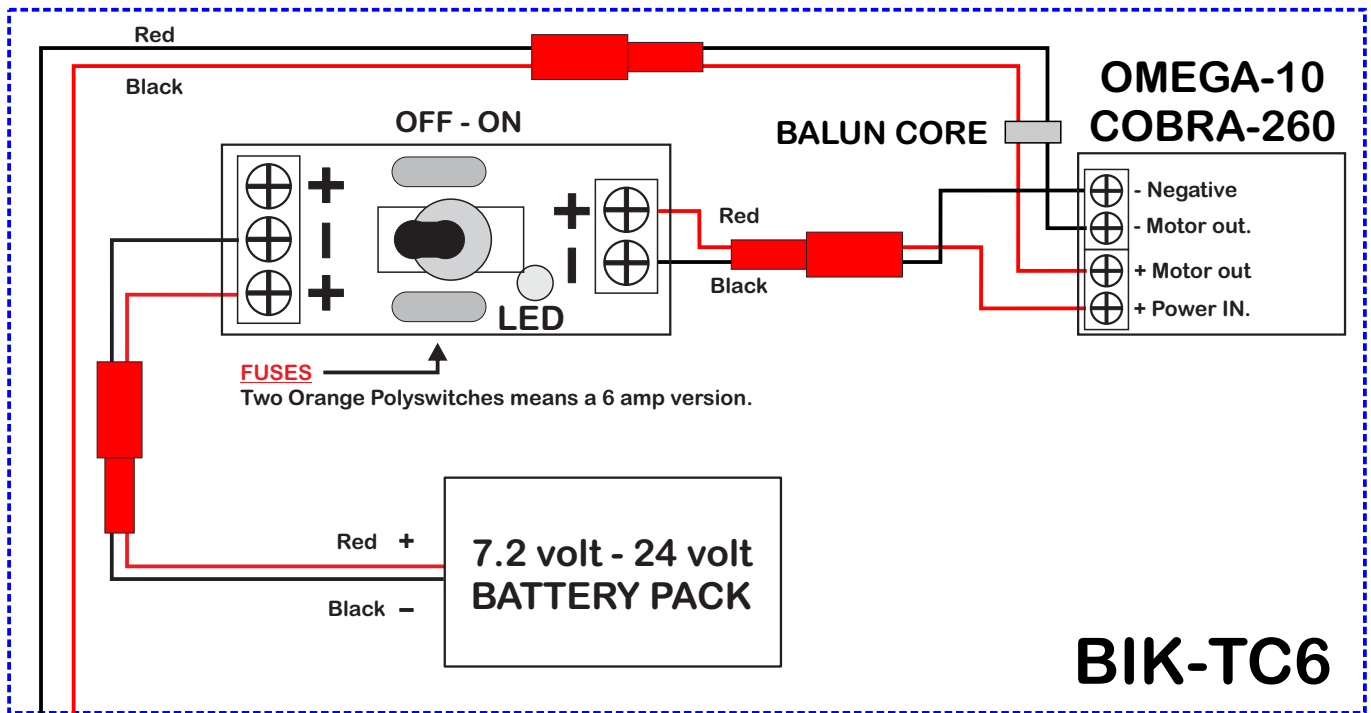 Red
Black
OFF - ON
BALUN CORE
OMEGA-10
COBRA-260
+
-
+
+
-
LED
Red
Black
- Negative
- Motor out.
+ Motor out
+ Power IN.
FUSES
Two Orange Polyswitches means a 6 amp version.
Red +
Black -
7.2 volt - 24 volt
BATTERY PACK
BIK-TC6